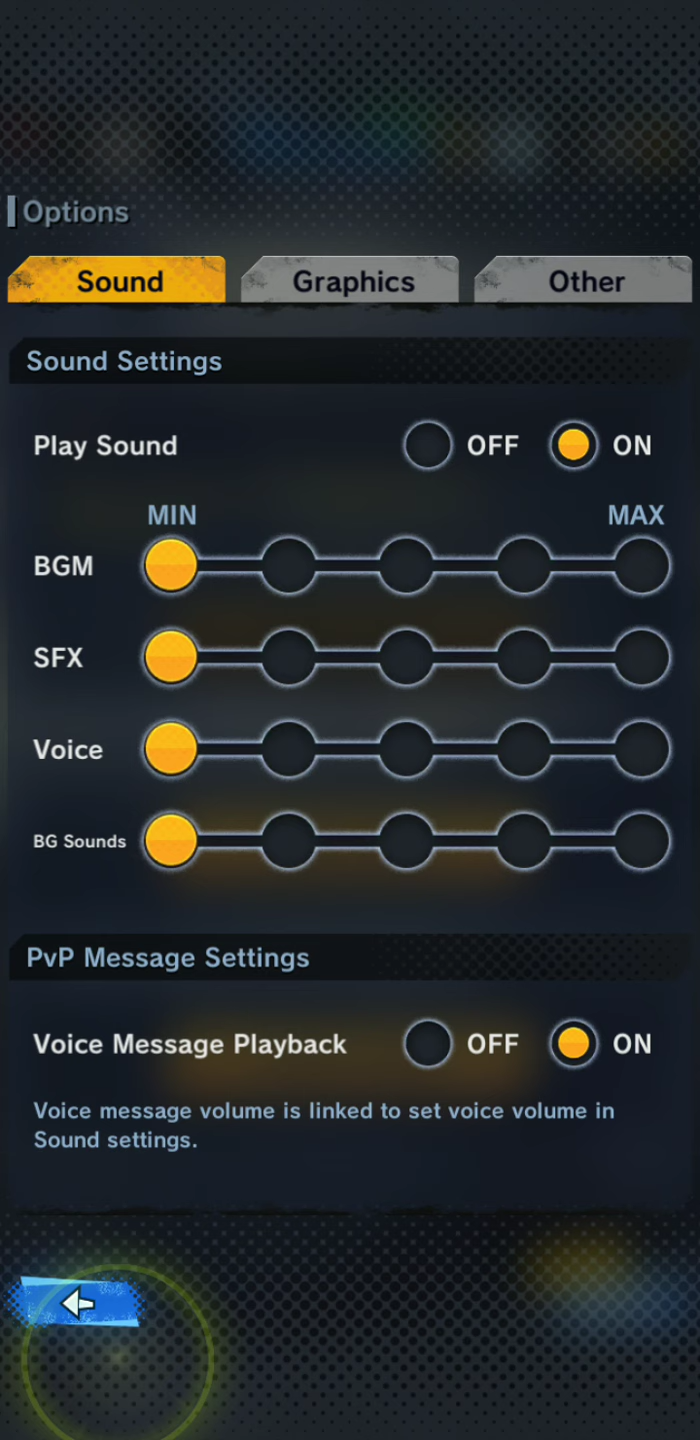 Options
Sound Graphics Other
Sound Settings
Play Sound OFF ON
MIN MAX
BGM
SFX
Voice
BG Sounds
PvP Message Settings
Voice Message Playback OFF ON
Voice message volume is linked to set voice volume in
Sound settings.